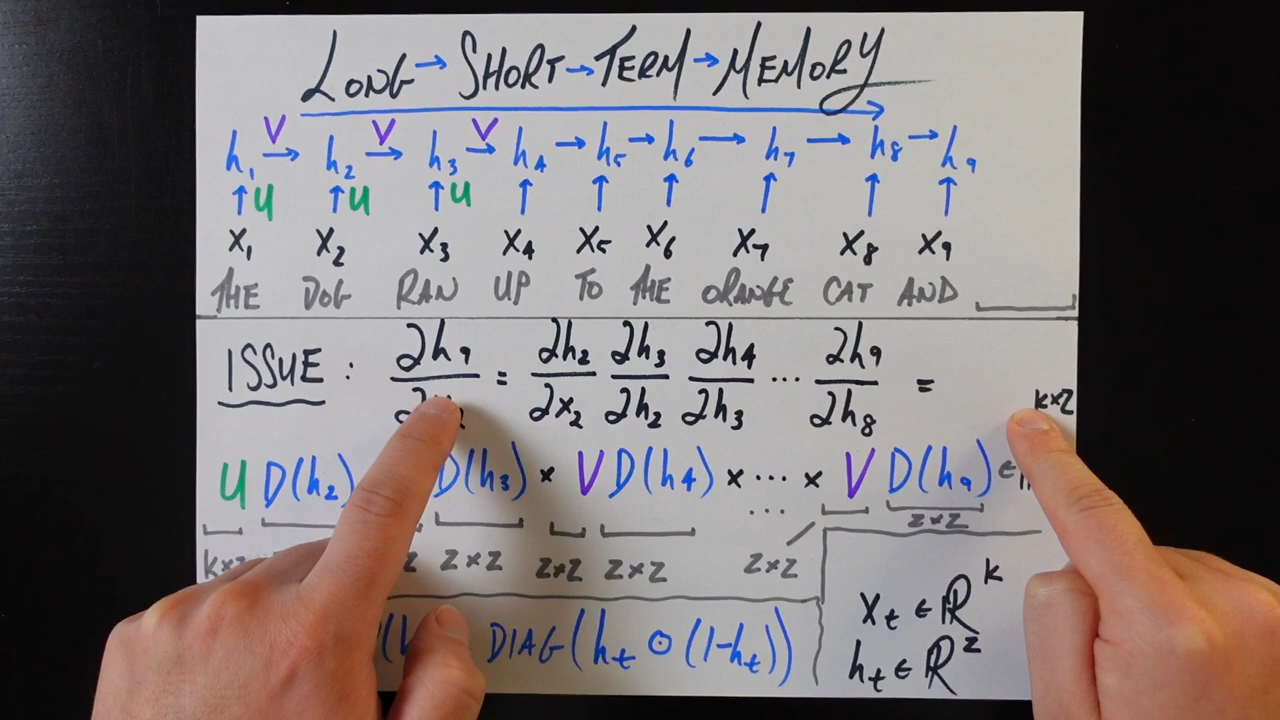 LONG → SHORT → TERM → MEMORY
V V V
h₁ → h₂ → h₃ → h₄ → h₅ → h₆ → h₇ → h₈ → h₉
↑U ↑U ↑U ↑ ↑ ↑ ↑ ↑ ↑
x₁ x₂ x₃ x₄ x₅ x₆ x₇ x₈ x₉
THE DOG RAN UP TO THE ORANGE CAT AND ____
ISSUE: ∂h₉/∂x₂ = ∂h₂/∂x₂ ∂h₃/∂h₂ ∂h₄/∂h₃ ... ∂h₉/∂h₈ =
U D(h₂) D(h₃) × V D(h₄) × ... × V D(h₉) ∈ k×z
k×z z×z z×z z×z ... z×z z×z
DIAG(hₜ ⊙ (1-hₜ))
xₜ ∈ ℝᵏ
hₜ ∈ ℝᶻ